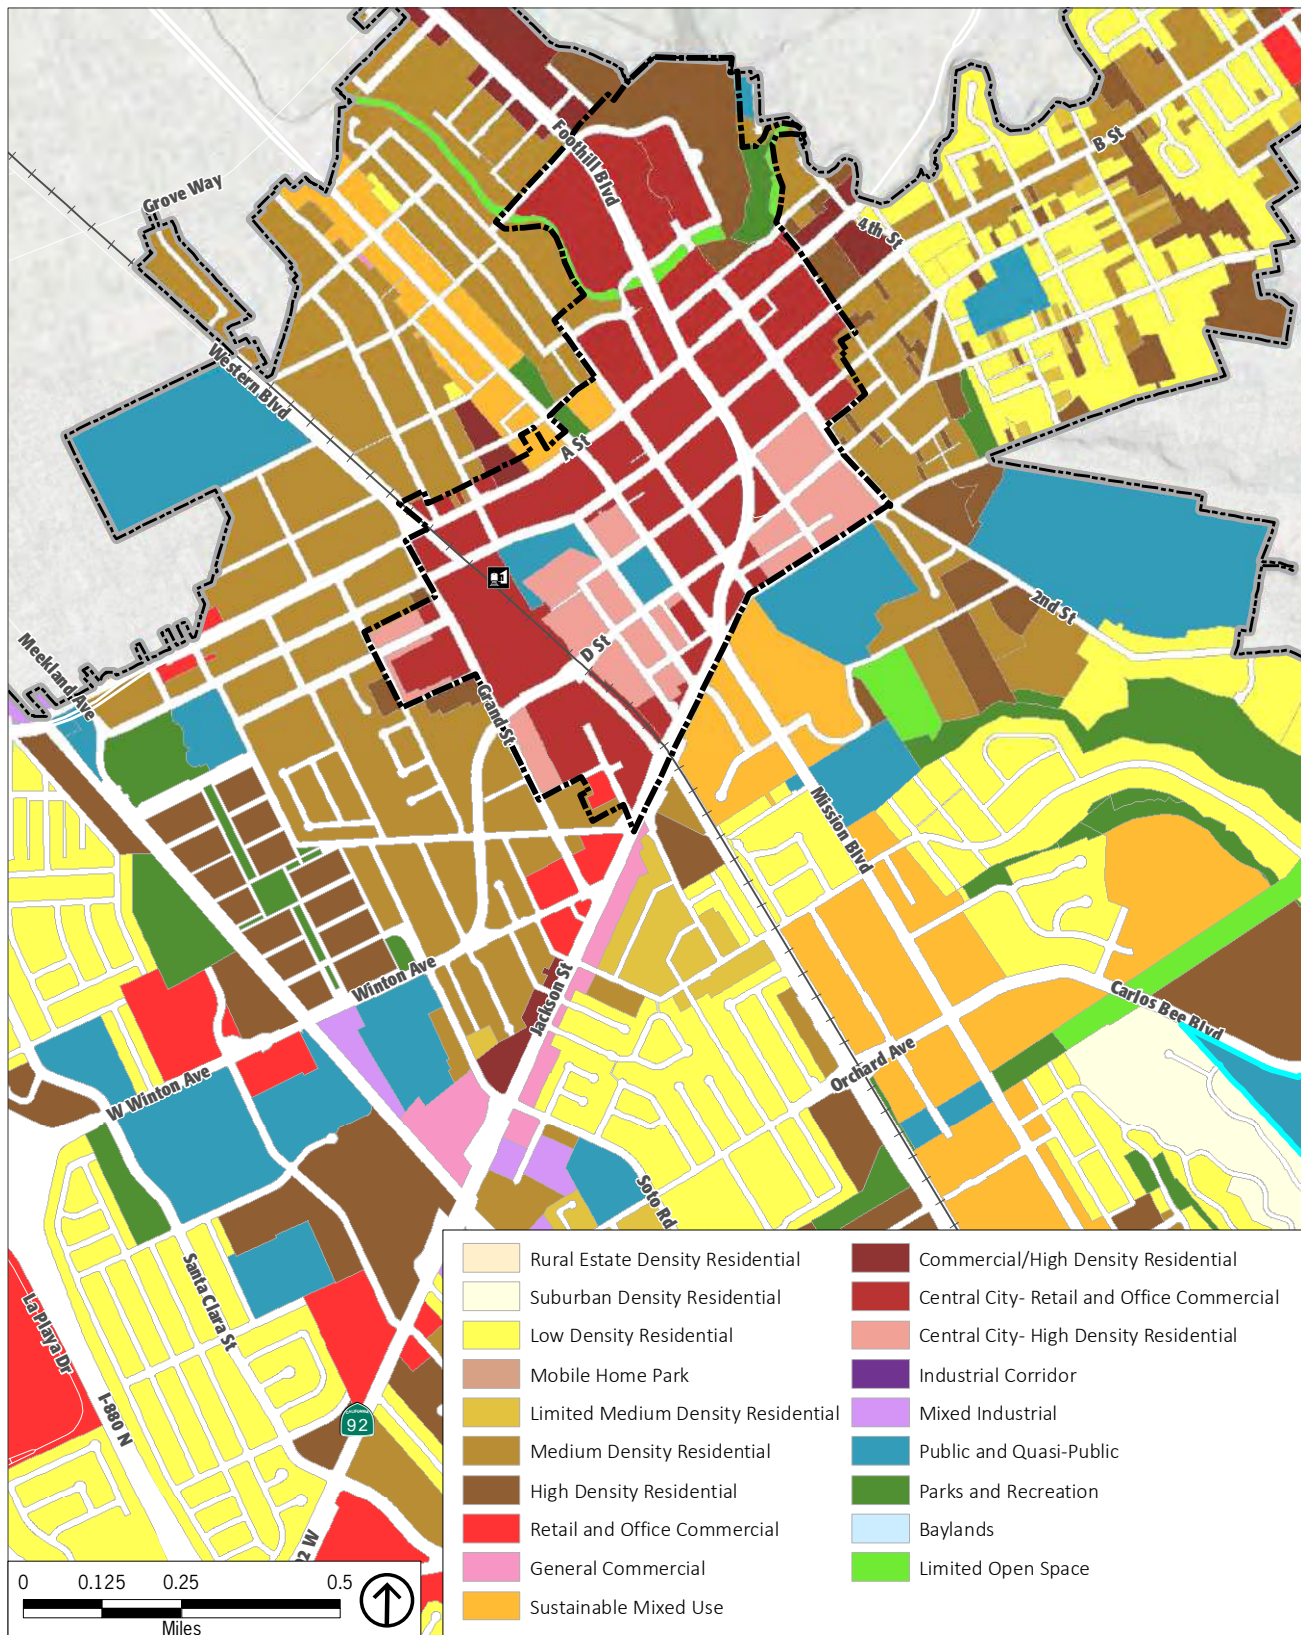 Foothill Blvd
B St
Grove Way
4th St
Western Blvd
A St
2nd St
D St
Meekland Ave
Grand St
Mission Blvd
Winton Ave
Jackson St
Carlos Bee Blvd
Orchard Ave
W Winton Ave
Soto Rd
Santa Clara St
La Playa Dr
I-880 N
CALIFORNIA
92
92 W
Rural Estate Density Residential
Suburban Density Residential
Low Density Residential
Mobile Home Park
Limited Medium Density Residential
Medium Density Residential
High Density Residential
Retail and Office Commercial
General Commercial
Sustainable Mixed Use
Commercial/High Density Residential
Central City- Retail and Office Commercial
Central City- High Density Residential
Industrial Corridor
Mixed Industrial
Public and Quasi-Public
Parks and Recreation
Baylands
Limited Open Space
0 0.125 0.25 0.5
Miles